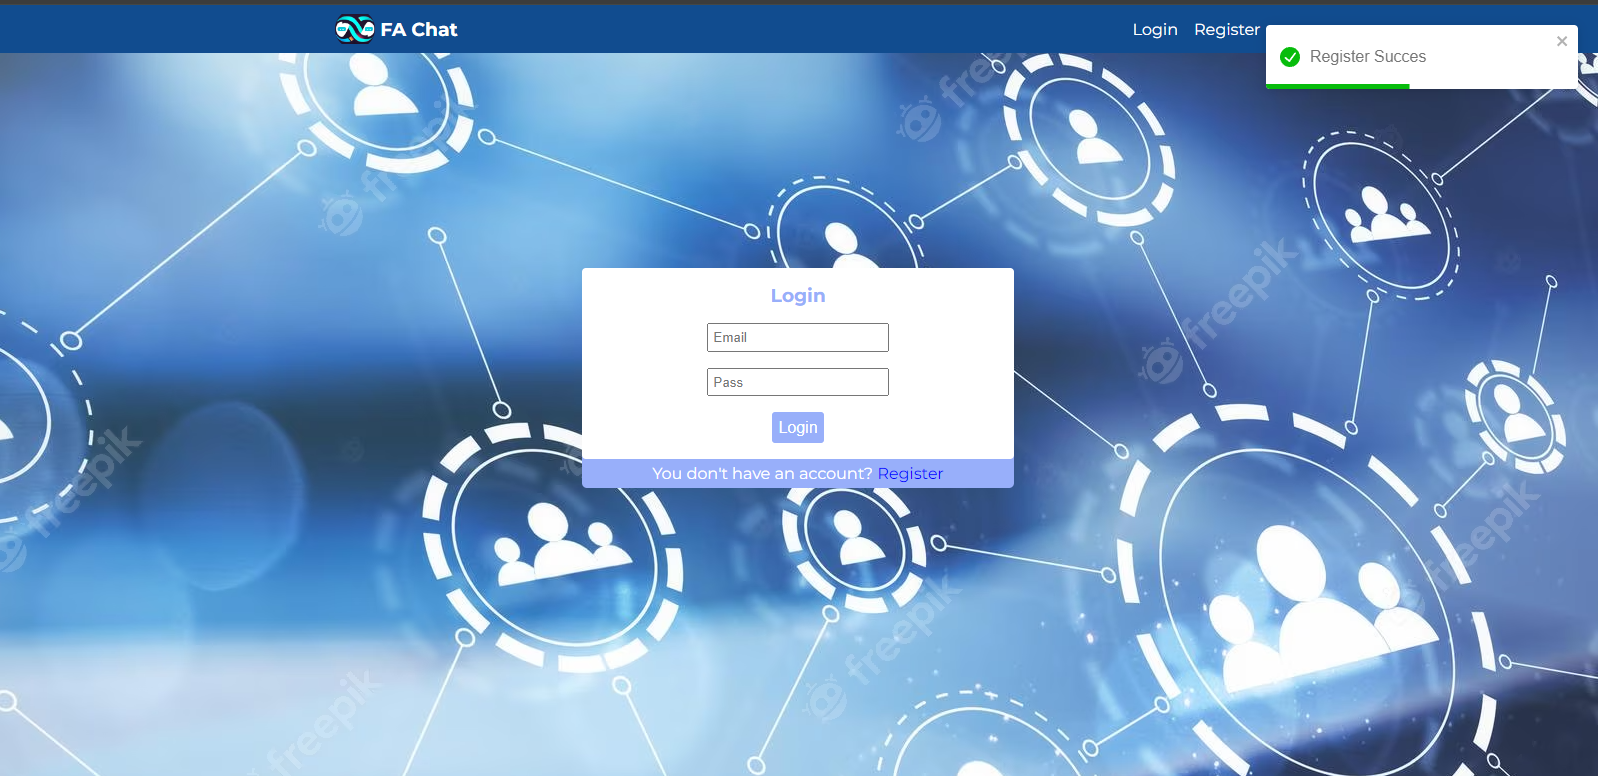 FA Chat
Login Register
Register Succes
Login
Email
Pass
Login
You don't have an account? Register
freepik
freepik
freepik
freepik
freepik
freepik
freepik
freepik